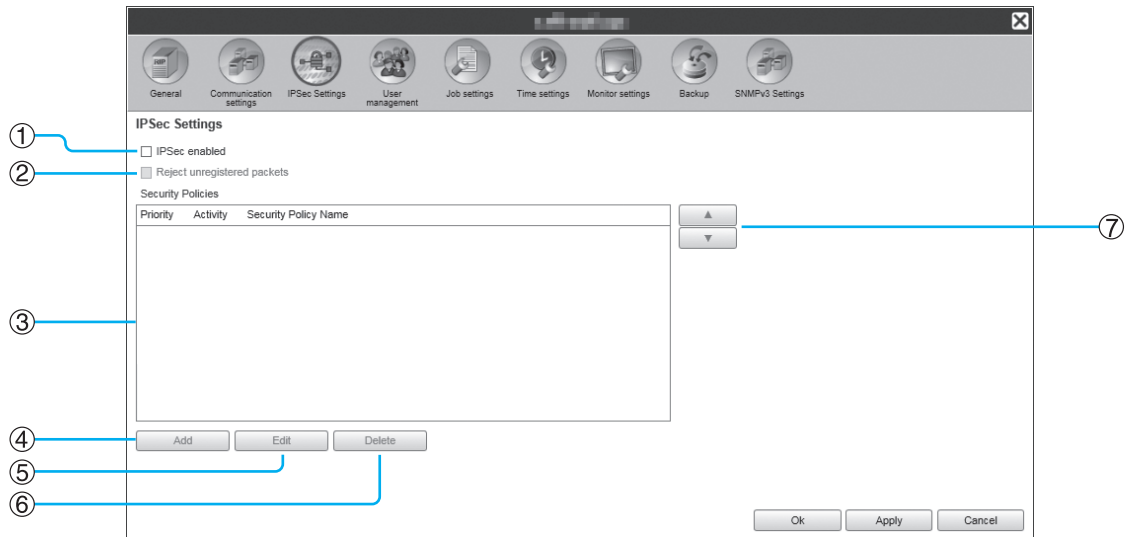 General Communication settings IPSec Settings User management Job settings Time settings Monitor settings Backup SNMPv3 Settings
IPSec Settings
① IPSec enabled
② Reject unregistered packets
Security Policies
Priority Activity Security Policy Name
▲
▼
⑦
③
④ Add Edit Delete
⑤
⑥
Ok Apply Cancel